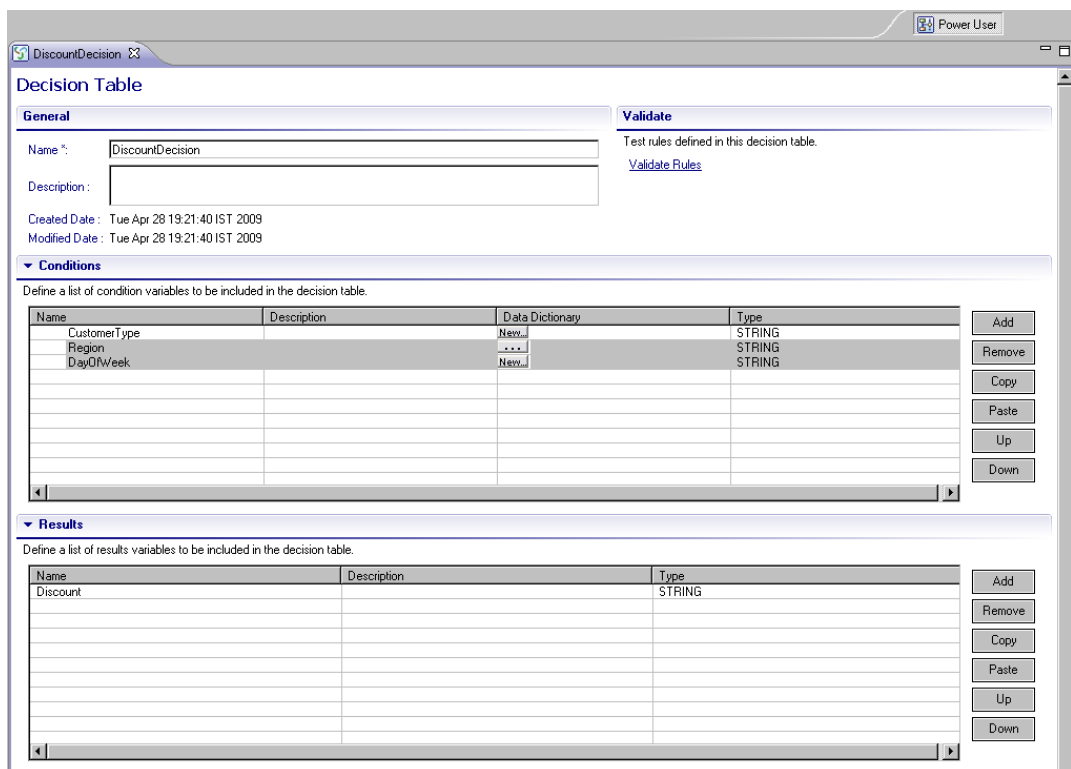 Power User
DiscountDecision
Decision Table
General
Validate
Name *: DiscountDecision
Test rules defined in this decision table.
Validate Rules
Description :
Created Date : Tue Apr 28 19:21:40 IST 2009
Modified Date : Tue Apr 28 19:21:40 IST 2009
Conditions
Define a list of condition variables to be included in the decision table.
Name Description Data Dictionary Type
CustomerType New... STRING
Region ... STRING
DayOfWeek New... STRING
Add
Remove
Copy
Paste
Up
Down
Results
Define a list of results variables to be included in the decision table.
Name Description Type
Discount STRING
Add
Remove
Copy
Paste
Up
Down